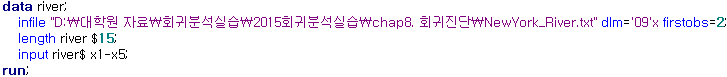 data river;
infile "D:₩대학원 자료₩회귀분석실습₩2015회귀분석실습₩chap8. 회귀진단₩NewYork_River.txt" dlm='09'x firstobs=2;
length river $15;
input river$ x1-x5;
run;